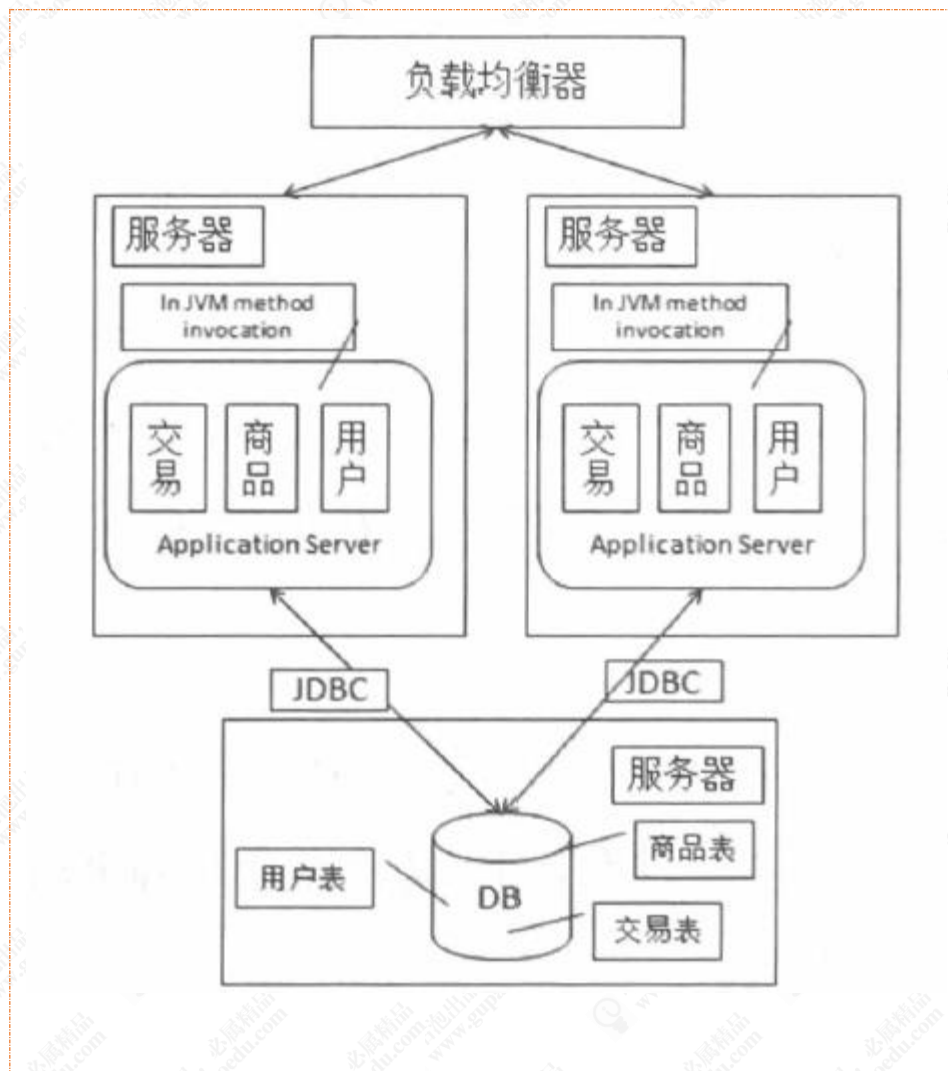 负载均衡器
服务器
服务器
In JVM method
invocation
In JVM method
invocation
交易
商品
用户
交易
商品
用户
Application Server
Application Server
JDBC
JDBC
服务器
商品表
用户表
DB
交易表